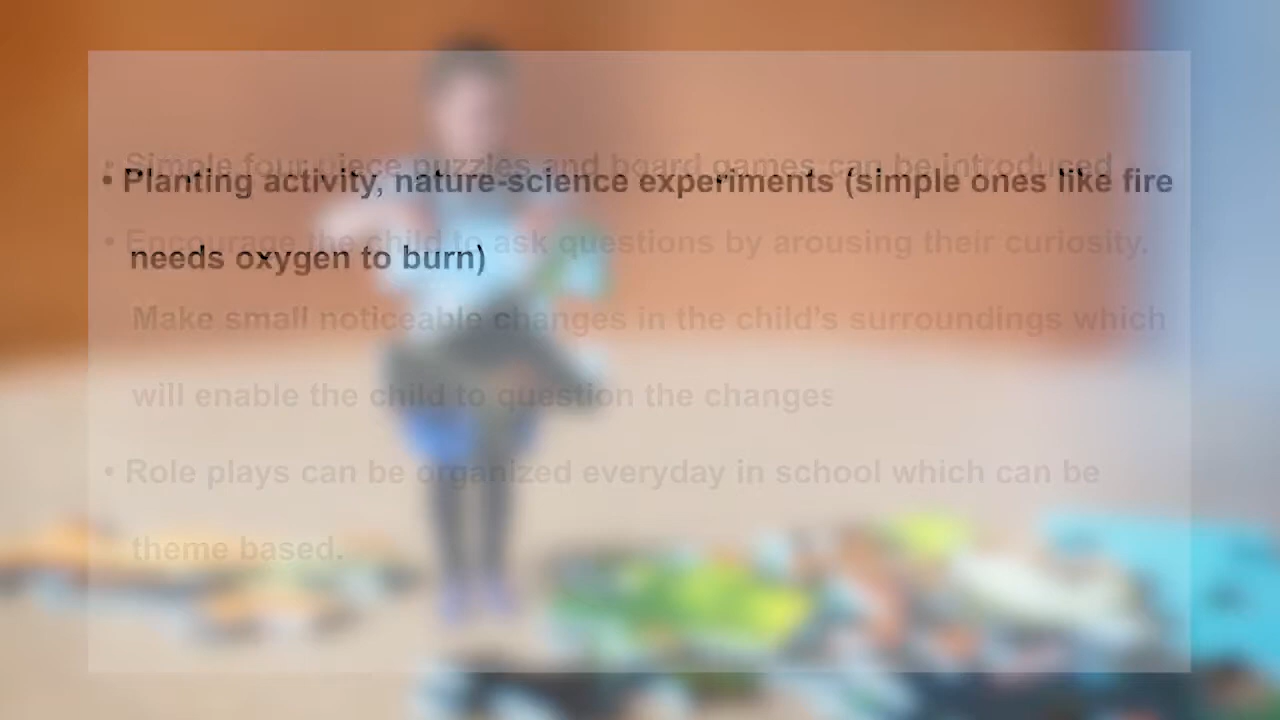 • Simple four piece puzzles and board games can be introduced
• Planting activity, nature-science experiments (simple ones like fire
• Encourage the child to ask questions by arousing their curiosity.
needs oxygen to burn)
Make small noticeable changes in the child's surroundings which
will enable the child to question the changes
• Role plays can be organized everyday in school which can be
theme based.